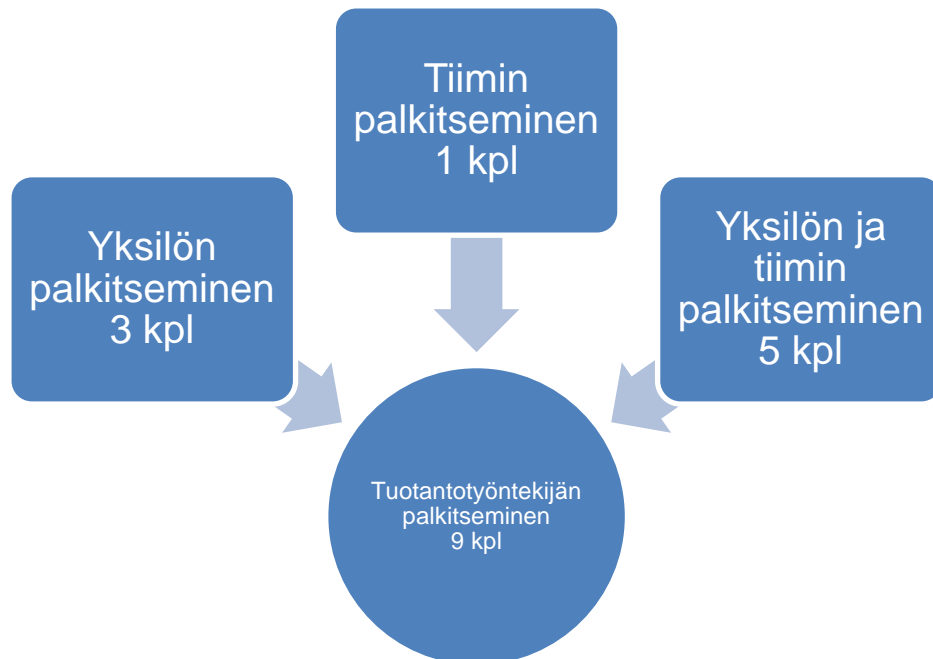 Tiimin
palkitseminen
1 kpl
Yksilön
palkitseminen
3 kpl
Yksilön ja
tiimin
palkitseminen
5 kpl
Tuotantotyöntekijän
palkitseminen
9 kpl